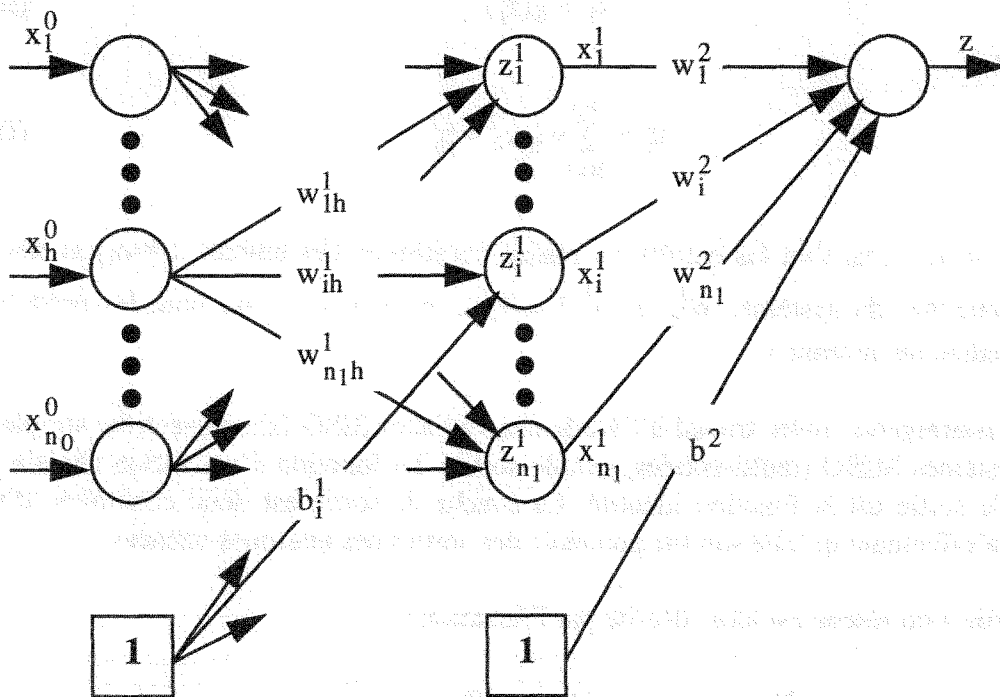 x_1^0 z_1^1 x_1^1 w_1^2 z
w_{1h}^1 w_i^2
x_h^0 w_{ih}^1 z_i^1 x_i^1 w_{n_1}^2
w_{n_1h}^1
x_{n_0}^0 z_{n_1}^1 x_{n_1}^1 b^2
b_i^1
1 1